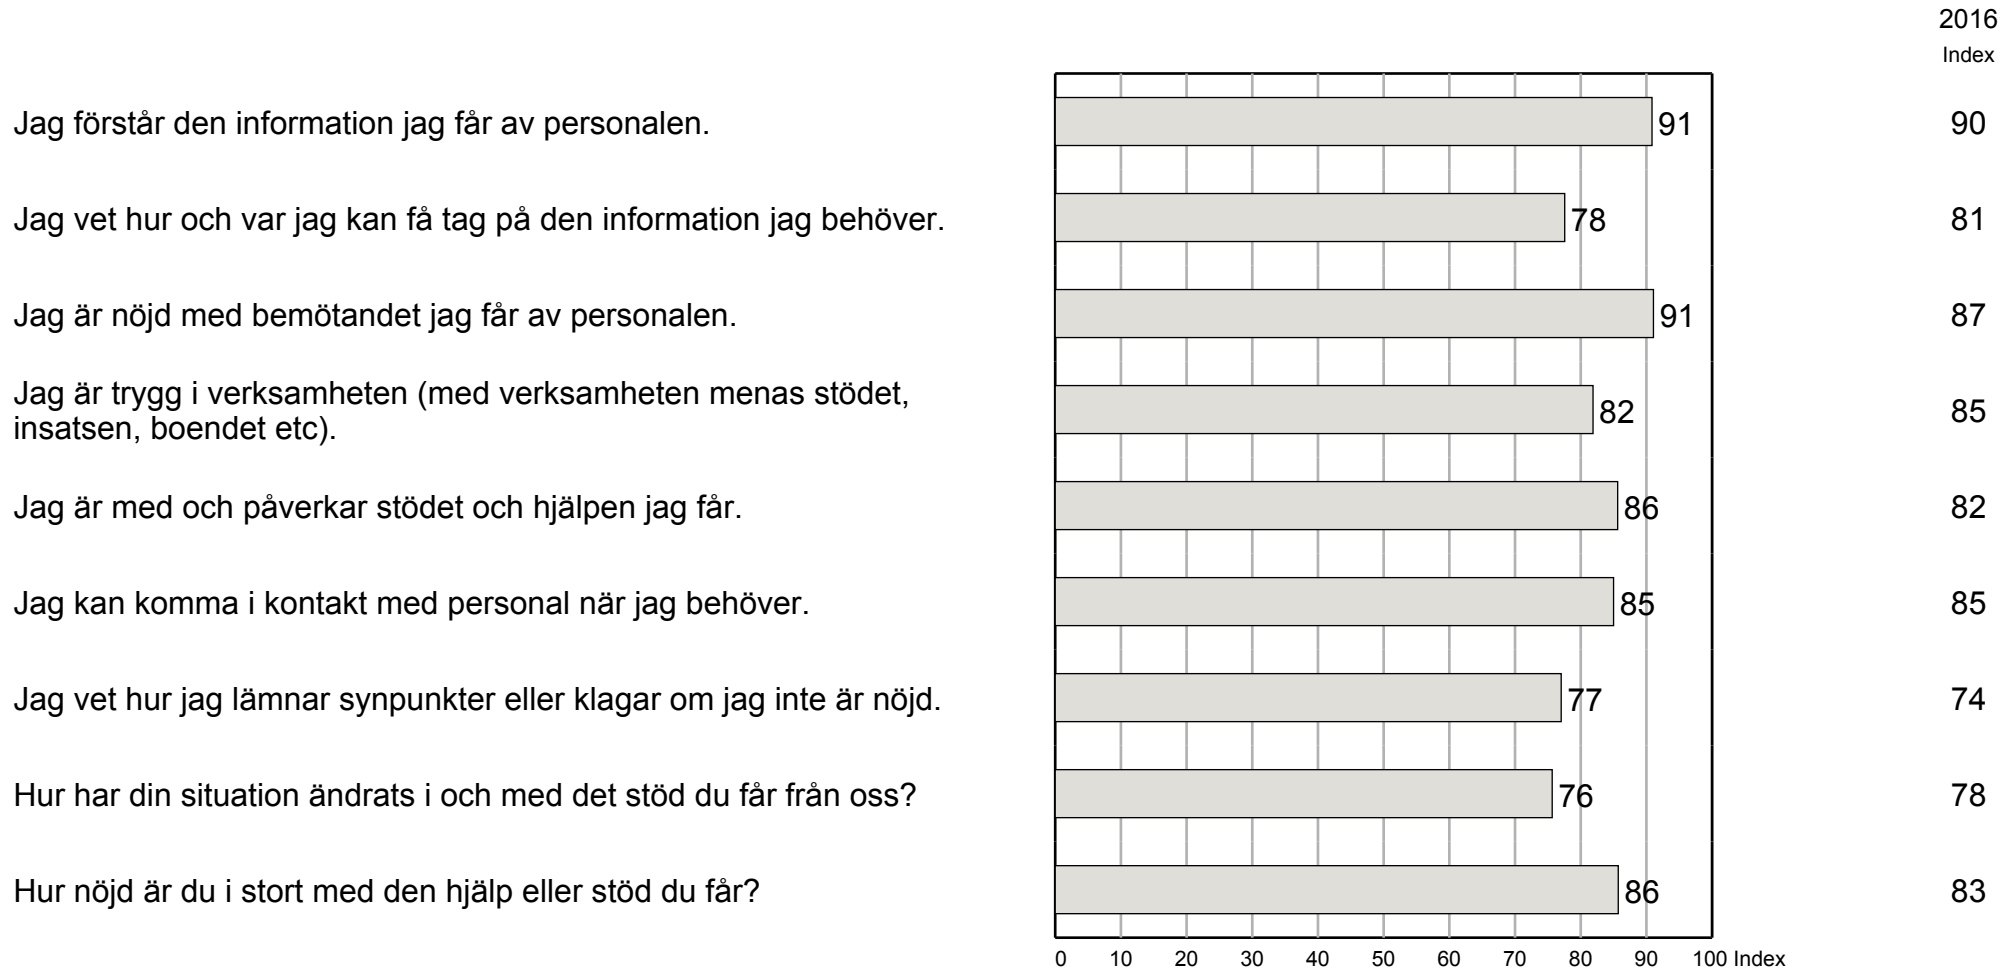 2016
Index
Jag förstår den information jag får av personalen. 91 90
Jag vet hur och var jag kan få tag på den information jag behöver. 78 81
Jag är nöjd med bemötandet jag får av personalen. 91 87
Jag är trygg i verksamheten (med verksamheten menas stödet,
insatsen, boendet etc). 82 85
Jag är med och påverkar stödet och hjälpen jag får. 86 82
Jag kan komma i kontakt med personal när jag behöver. 85 85
Jag vet hur jag lämnar synpunkter eller klagar om jag inte är nöjd. 77 74
Hur har din situation ändrats i och med det stöd du får från oss? 76 78
Hur nöjd är du i stort med den hjälp eller stöd du får? 86 83
0 10 20 30 40 50 60 70 80 90 100 Index